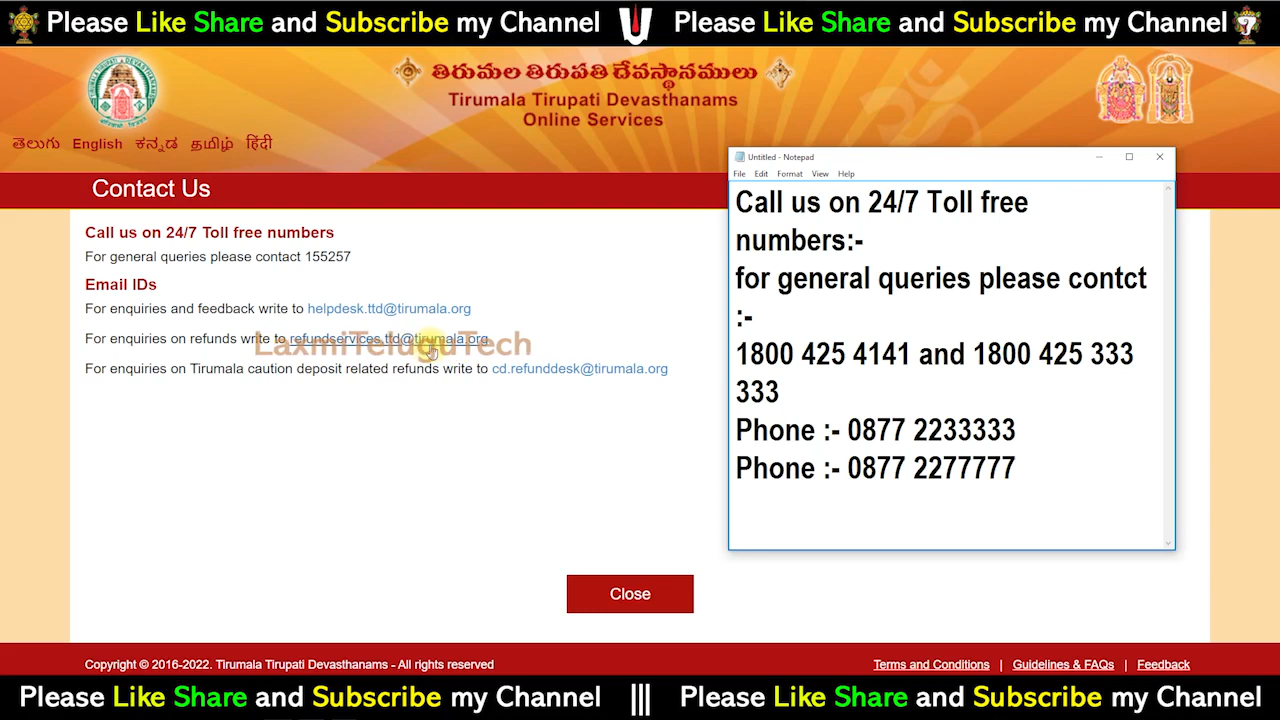 Please Like Share and Subscribe my Channel
Please Like Share and Subscribe my Channel
తిరుమల తిరుపతి దేవస్థానములు
Tirumala Tirupati Devasthanams
Online Services
తెలుగు English ಕನ್ನಡ தமிழ் हिंदी
Contact Us
Call us on 24/7 Toll free numbers
For general queries please contact 155257
Email IDs
For enquiries and feedback write to helpdesk.ttd@tirumala.org
For enquiries on refunds write to refundservices.ttd@tirumala.org
LaxmiTeluguTech
For enquiries on Tirumala caution deposit related refunds write to cd.refunddesk@tirumala.org
Close
Untitled - Notepad
File Edit Format View Help
Call us on 24/7 Toll free
numbers:-
for general queries please contct
:-
1800 425 4141 and 1800 425 333
333
Phone :- 0877 2233333
Phone :- 0877 2277777
Copyright © 2016-2022. Tirumala Tirupati Devasthanams - All rights reserved
Terms and Conditions | Guidelines & FAQs | Feedback
Please Like Share and Subscribe my Channel ||| Please Like Share and Subscribe my Channel